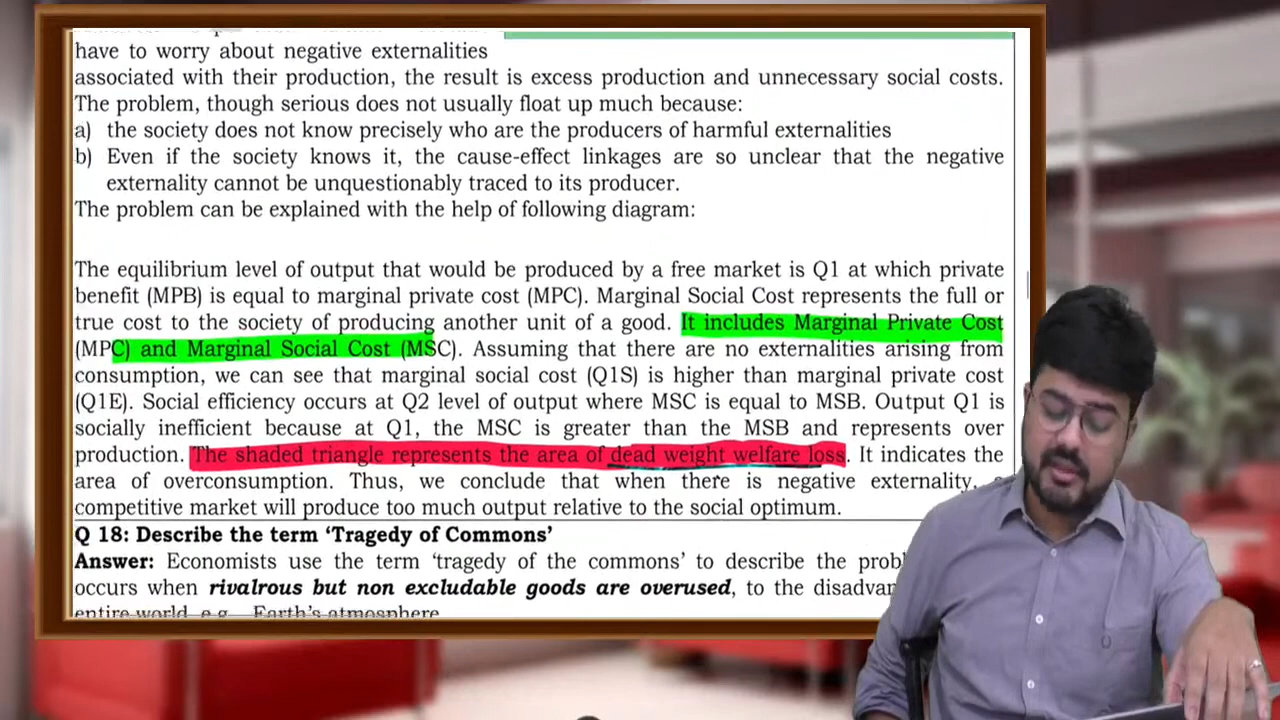 have to worry about negative externalities
associated with their production, the result is excess production and unnecessary social costs.
The problem, though serious does not usually float up much because:
a) the society does not know precisely who are the producers of harmful externalities
b) Even if the society knows it, the cause-effect linkages are so unclear that the negative
externality cannot be unquestionably traced to its producer.
The problem can be explained with the help of following diagram:
The equilibrium level of output that would be produced by a free market is Q1 at which private
benefit (MPB) is equal to marginal private cost (MPC). Marginal Social Cost represents the full or
true cost to the society of producing another unit of a good. It includes Marginal Private Cost
(MPC) and Marginal Social Cost (MSC). Assuming that there are no externalities arising from
consumption, we can see that marginal social cost (Q1S) is higher than marginal private cost
(Q1E). Social efficiency occurs at Q2 level of output where MSC is equal to MSB. Output Q1 is
socially inefficient because at Q1, the MSC is greater than the MSB and represents over
production. The shaded triangle represents the area of dead weight welfare loss. It indicates the
area of overconsumption. Thus, we conclude that when there is negative externality,
competitive market will produce too much output relative to the social optimum.
Q 18: Describe the term ‘Tragedy of Commons’
Answer: Economists use the term ‘tragedy of the commons’ to describe the
occurs when rivalrous but non excludable goods are overused, to the
entire world e.g. Earth's atmosphere